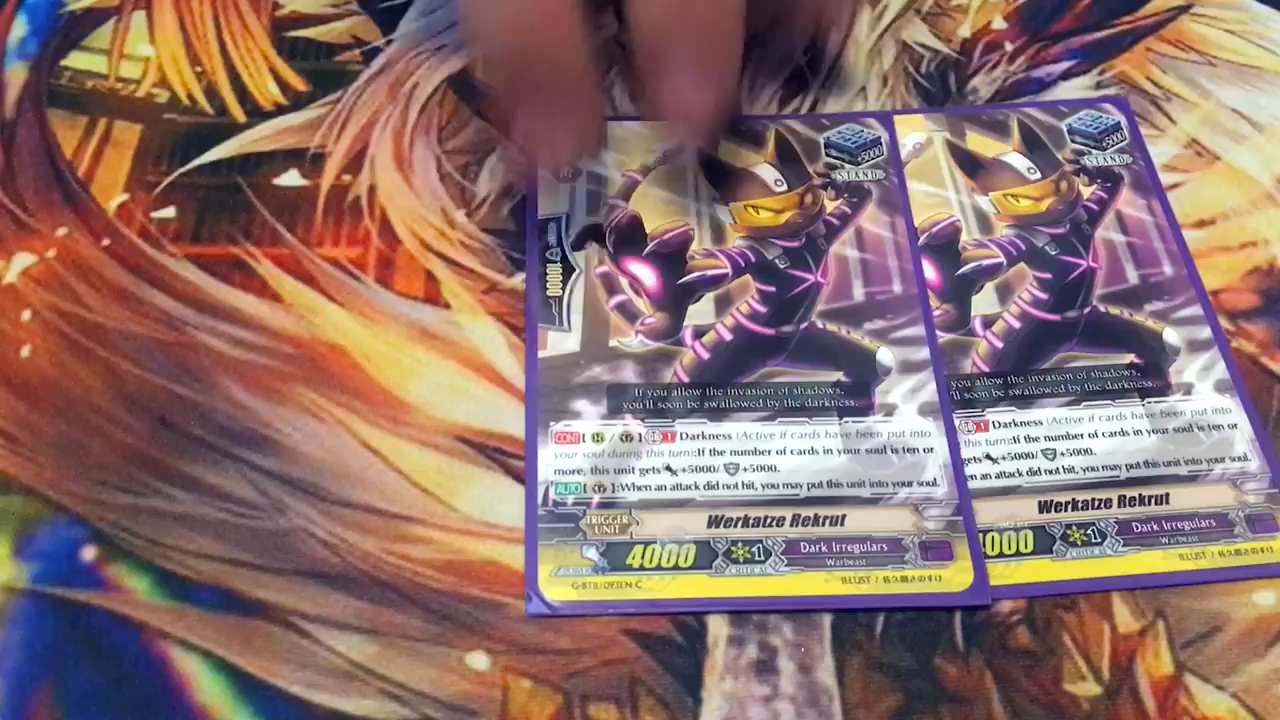 +5000
STAND
10000
If you allow the invasion of shadows,
you'll soon be swallowed by the darkness.
CONT [ / ] 1 Darkness (Active if cards have been put into
your soul during this turn):If the number of cards in your soul is ten or
more, this unit gets +5000/ +5000.
AUTO [ ]:When an attack did not hit, you may put this unit into your soul.
TRIGGER
UNIT
Werkatze Rekrut
POWER 4000 1 CRITICAL
Dark Irregulars
Warbeast
G-BT11/093EN C
ILLUST / 佐久間さのすけ
+5000
STAND
you allow the invasion of shadows,
'll soon be swallowed by the darkness.
1 Darkness (Active if cards have been put into
this turn):If the number of cards in your soul is ten or
gets +5000/ +5000.
en an attack did not hit, you may put this unit into your soul.
Werkatze Rekrut
000 1 CRITICAL
Dark Irregulars
Warbeast
ILLUST / 佐久間さのすけ